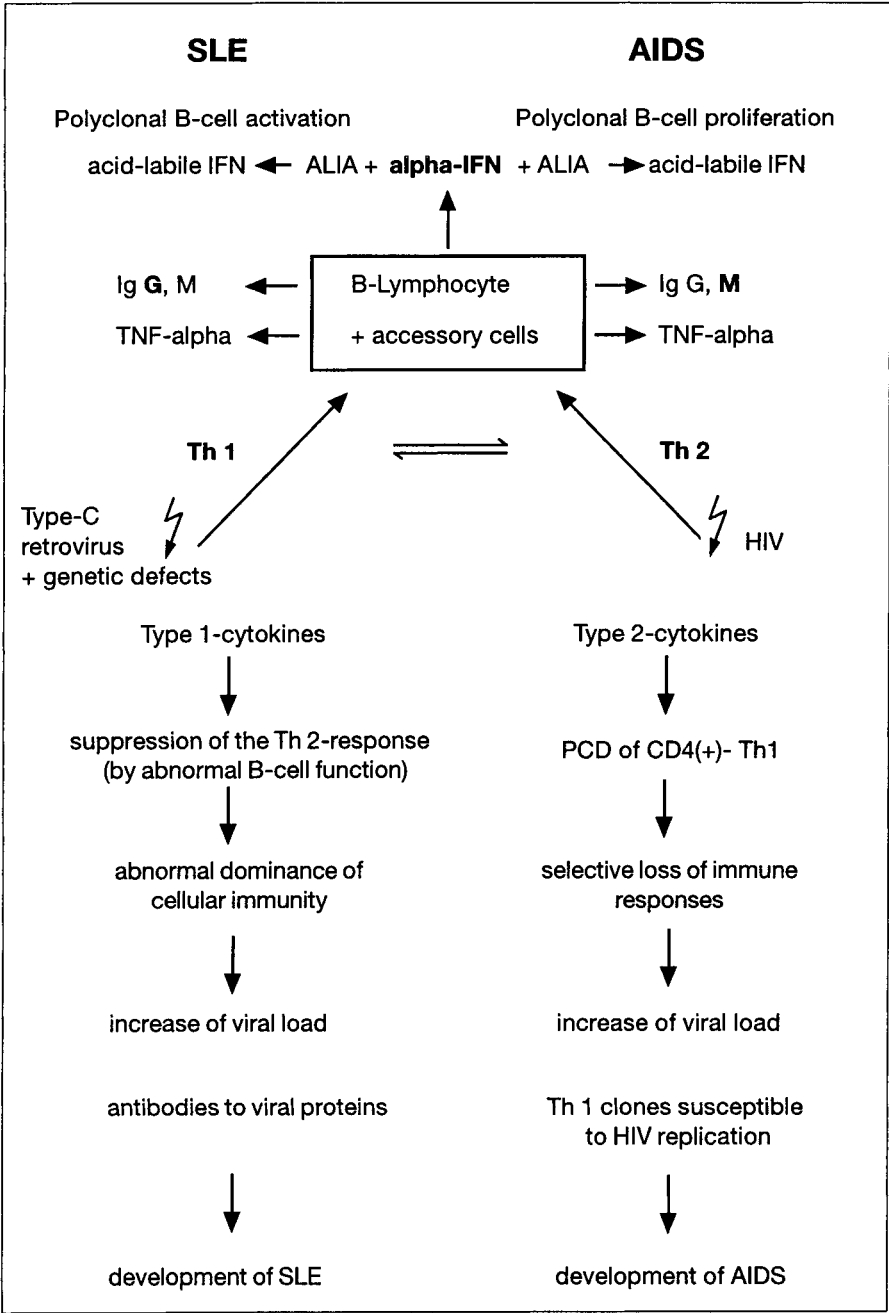 SLE AIDS
Polyclonal B-cell activation Polyclonal B-cell proliferation
acid-labile IFN ALIA + alpha-IFN + ALIA acid-labile IFN
Ig G, M B-Lymphocyte Ig G, M
TNF-alpha + accessory cells TNF-alpha
Th 1 Th 2
Type-C
retrovirus HIV
+ genetic defects
Type 1-cytokines Type 2-cytokines
suppression of the Th 2-response PCD of CD4(+)- Th1
(by abnormal B-cell function)
abnormal dominance of selective loss of immune
cellular immunity responses
increase of viral load increase of viral load
antibodies to viral proteins Th 1 clones susceptible
to HIV replication
development of SLE development of AIDS